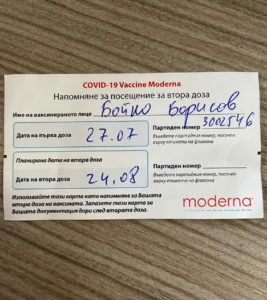 COVID-19 Vaccine Moderna
Напомняне за посещение за втора доза
Име на ваксинираното лице Бойко Борисов
Дата на първа доза 27.07 Партиден номер 3002546
Въведете партидния номер, посочен
върху етикета на флакона
Планирана дата на втора доза
Дата на втора доза 24.08 Партиден номер
Въведете партидния номер, посочен
върху етикета на флакона
Използвайте тази карта като напомняне за Вашата
втора доза на ваксината. Запазете тази карта за
Вашата документация дори след втората доза.
moderna